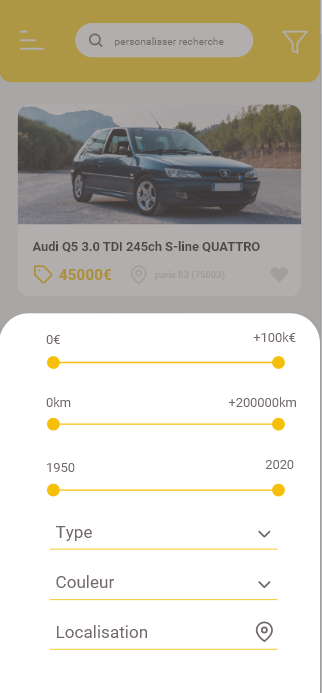 personalisser recherche
Audi Q5 3.0 TDI 245ch S-line QUATTRO
45000€ paris 03 (75003)
0€ +100k€
0km +200000km
1950 2020
Type
Couleur
Localisation